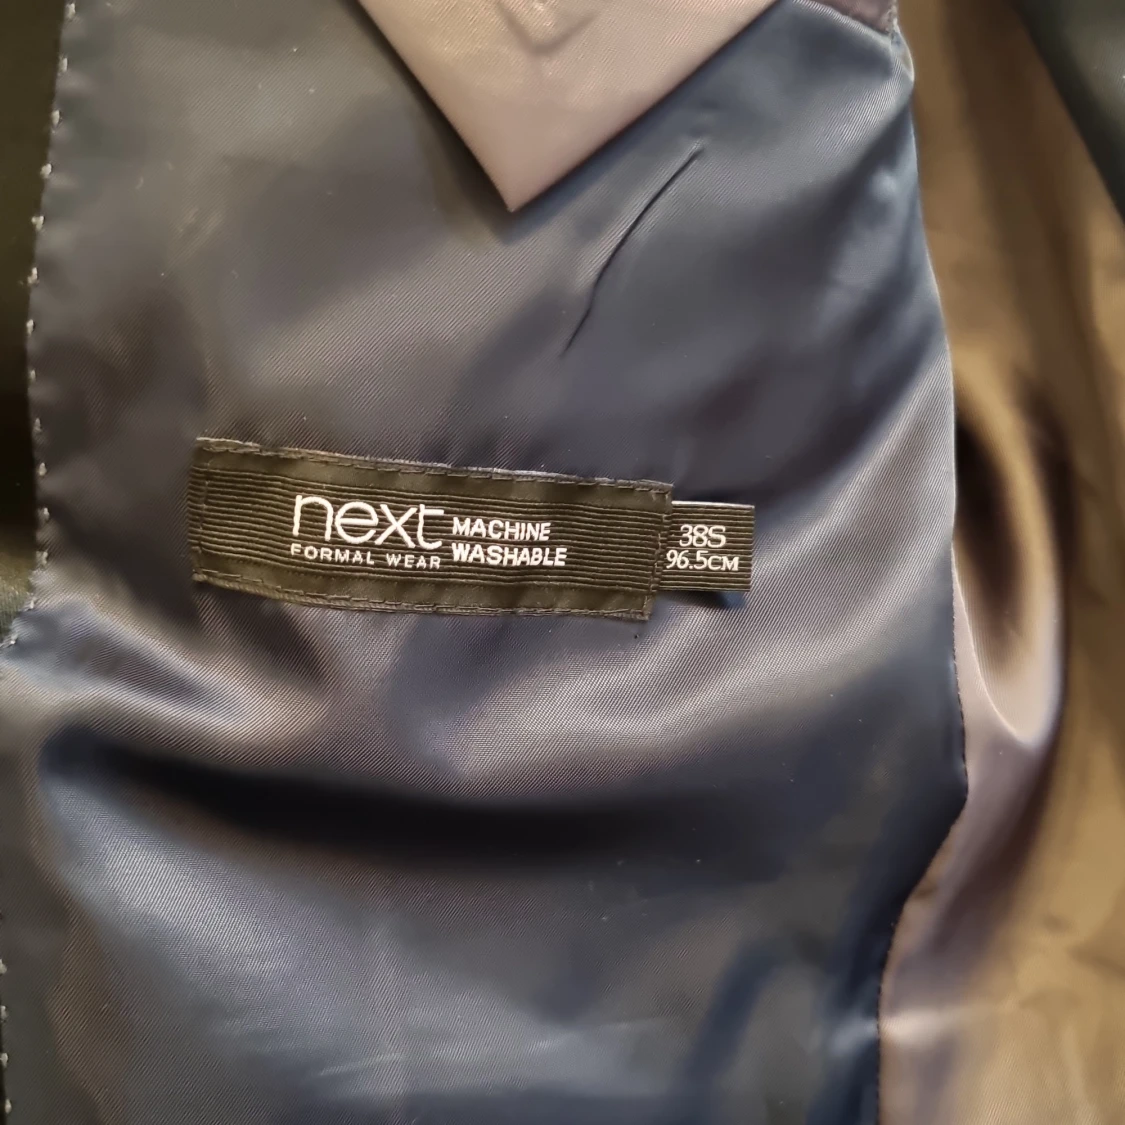 next
FORMAL WEAR
MACHINE
WASHABLE
38S
96.5CM